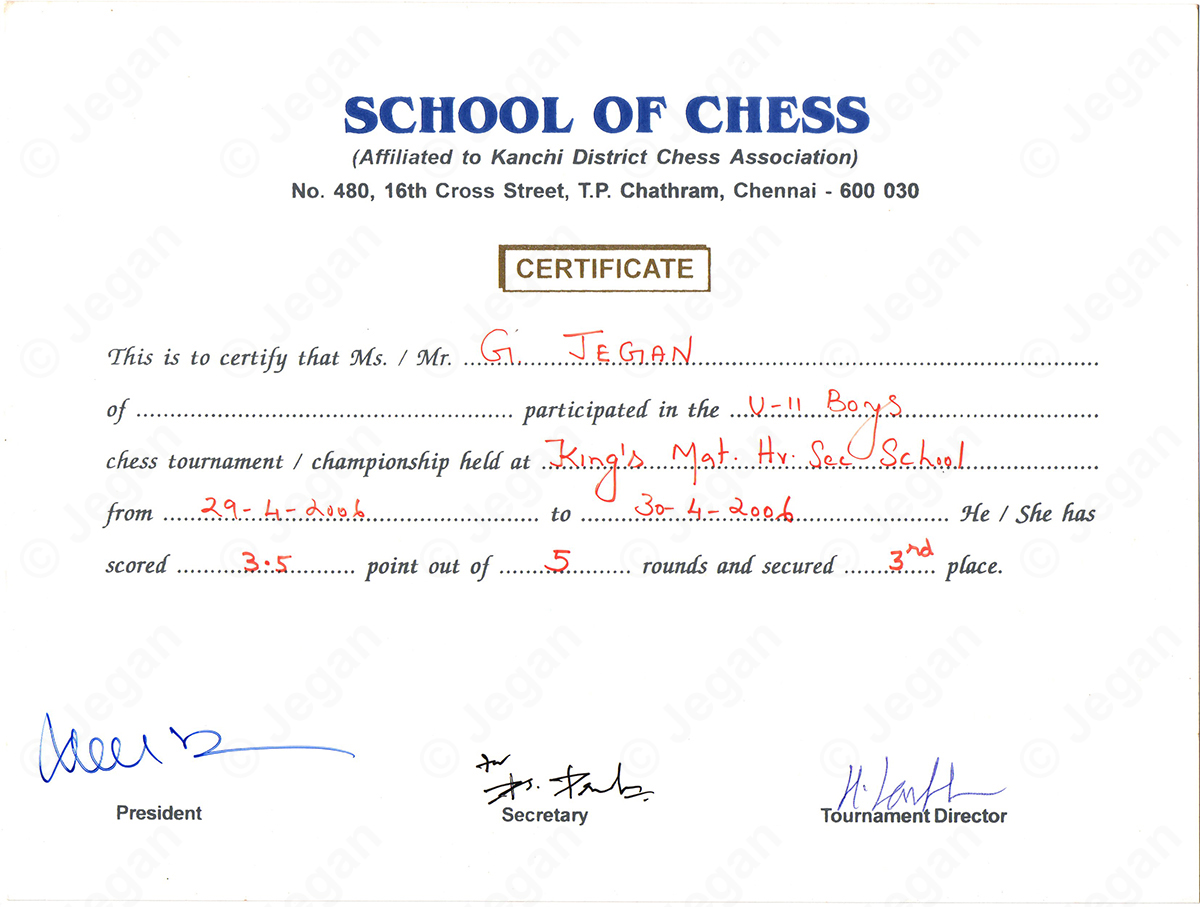 SCHOOL OF CHESS
(Affiliated to Kanchi District Chess Association)
No. 480, 16th Cross Street, T.P. Chathram, Chennai - 600 030
CERTIFICATE
This is to certify that Ms. / Mr. G. JEGAN
of ................ participated in the U-11 Boys
chess tournament / championship held at King's Mat. Hr. Sec School
from 29-4-2006 to 30-4-2006 He / She has
scored 3.5 point out of 5 rounds and secured 3rd place.
for
President
Secretary
Tournament Director
© Jegan